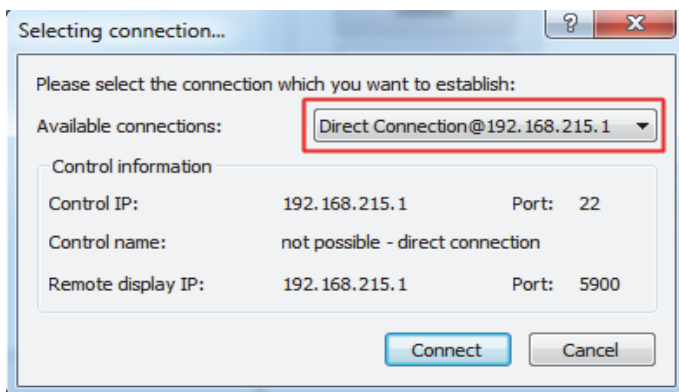 Selecting connection...
Please select the connection which you want to establish:
Available connections: Direct Connection@192.168.215.1
Control information
Control IP: 192.168.215.1 Port: 22
Control name: not possible - direct connection
Remote display IP: 192.168.215.1 Port: 5900
Connect Cancel